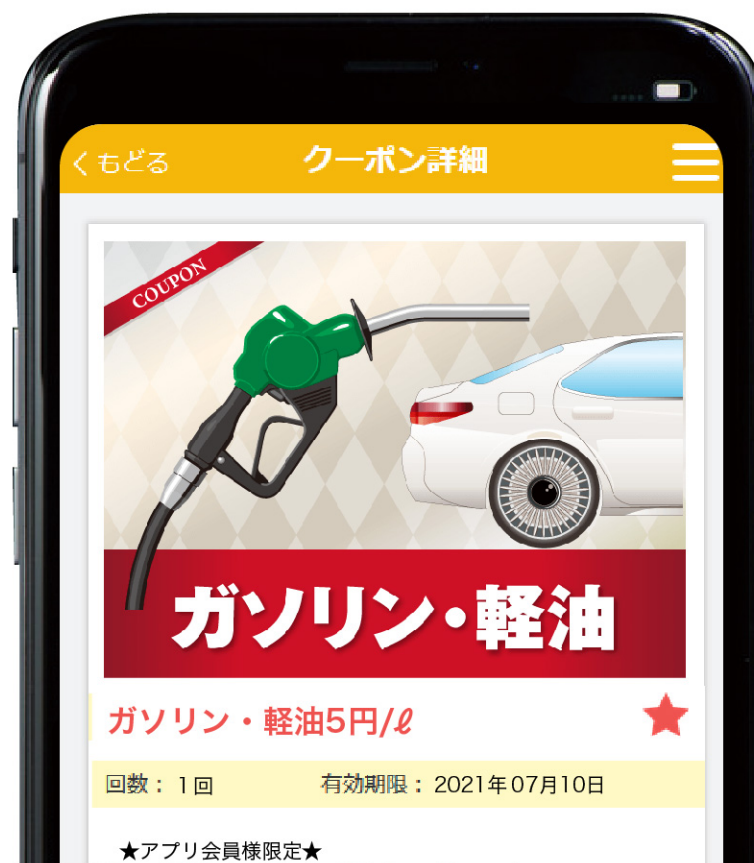 もどる
クーポン詳細
COUPON
ガソリン・軽油
ガソリン・軽油5円/ℓ
回数：1回 有効期限：2021年07月10日
★アプリ会員様限定★